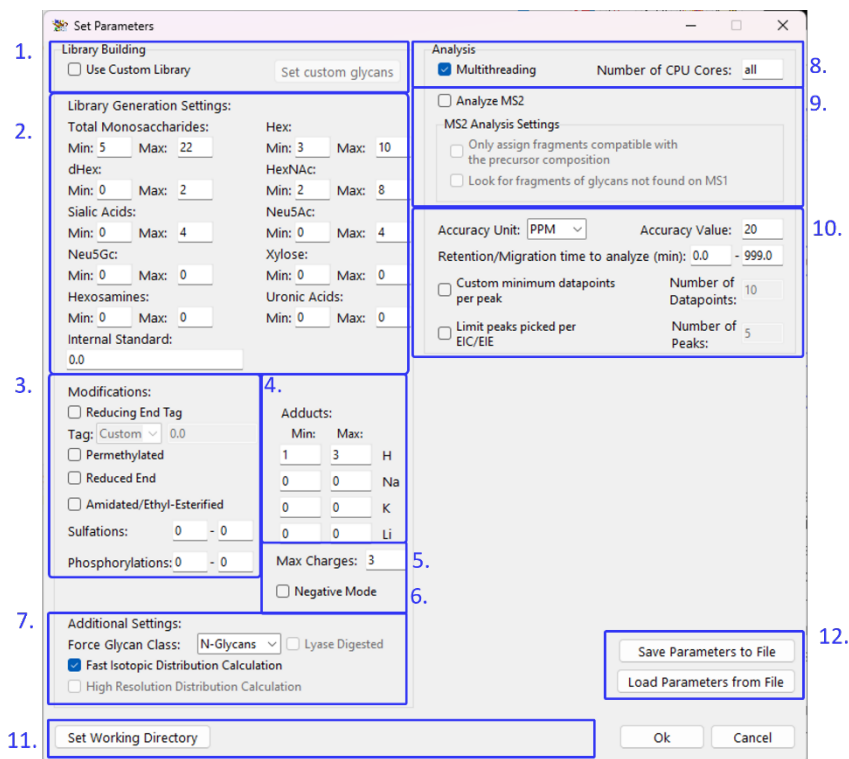 Set Parameters
1.
Library Building
Use Custom Library
Set custom glycans
2.
Library Generation Settings:
Total Monosaccharides:
Hex:
Min: 5 Max: 22
Min: 3 Max: 10
dHex:
HexNAc:
Min: 0 Max: 2
Min: 2 Max: 8
Sialic Acids:
Neu5Ac:
Min: 0 Max: 4
Min: 0 Max: 4
Neu5Gc:
Xylose:
Min: 0 Max: 0
Min: 0 Max: 0
Hexosamines:
Uronic Acids:
Min: 0 Max: 0
Min: 0 Max: 0
Internal Standard:
0.0
3.
Modifications:
Reducing End Tag
Tag: Custom 0.0
Permethylated
Reduced End
Amidated/Ethyl-Esterified
Sulfations: 0 - 0
Phosphorylations: 0 - 0
4.
Adducts:
Min: Max:
1 3 H
0 0 Na
0 0 K
0 0 Li
Max Charges: 3
5.
Negative Mode
6.
7.
Additional Settings:
Force Glycan Class: N-Glycans Lyase Digested
Fast Isotopic Distribution Calculation
High Resolution Distribution Calculation
Analysis
Multithreading
Number of CPU Cores: all
8.
Analyze MS2
9.
MS2 Analysis Settings
Only assign fragments compatible with
the precursor composition
Look for fragments of glycans not found on MS1
Accuracy Unit: PPM
Accuracy Value: 20
10.
Retention/Migration time to analyze (min): 0.0 - 999.0
Custom minimum datapoints
per peak
Number of
Datapoints:
10
Limit peaks picked per
EIC/EIE
Number of
Peaks:
5
12.
Save Parameters to File
Load Parameters from File
11.
Set Working Directory
Ok
Cancel